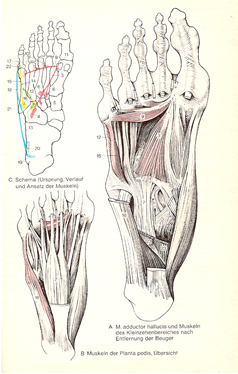 C Schema (Ursprung, Verlauf
und Ansatz der Muskeln)
A M. adductor hallucis und Muskeln
des Kleinzehenbereiches nach
Entfernung der Beuger
B Muskeln der Planta pedis, Übersicht